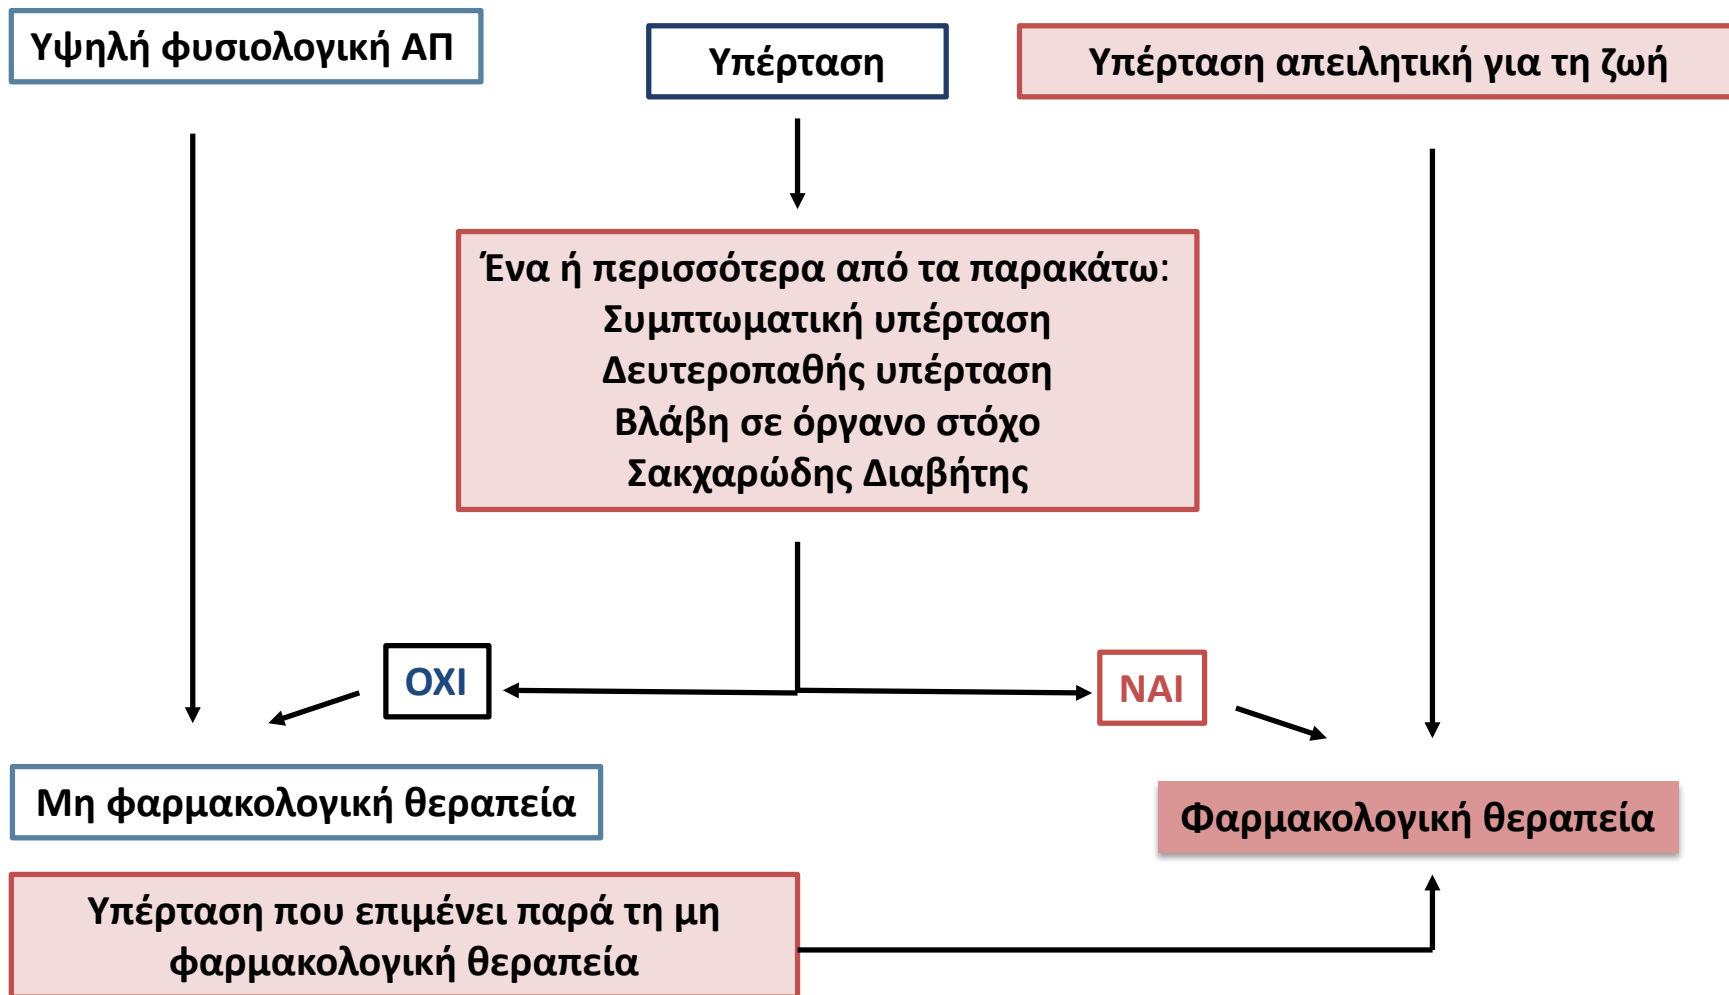 Υψηλή φυσιολογική ΑΠ
Υπέρταση
Υπέρταση απειλητική για τη ζωή
Ένα ή περισσότερα από τα παρακάτω:
Συμπτωματική υπέρταση
Δευτεροπαθής υπέρταση
Βλάβη σε όργανο στόχο
Σακχαρώδης Διαβήτης
ΟΧΙ
ΝΑΙ
Μη φαρμακολογική θεραπεία
Φαρμακολογική θεραπεία
Υπέρταση που επιμένει παρά τη μη
φαρμακολογική θεραπεία